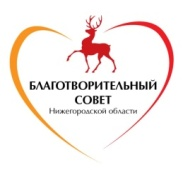 БЛАГОТВОРИТЕЛЬНЫЙ
СОВЕТ
Нижегородской области